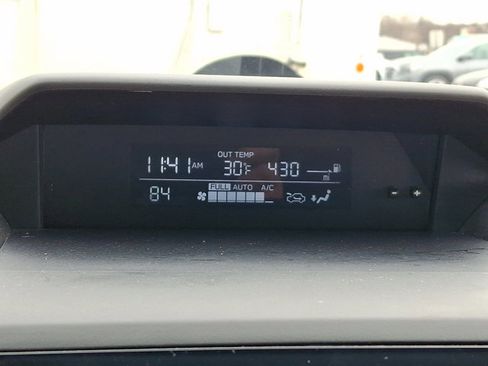 OUT TEMP
11:41 AM 30°F 430 mi
84 FULL AUTO A/C
- +